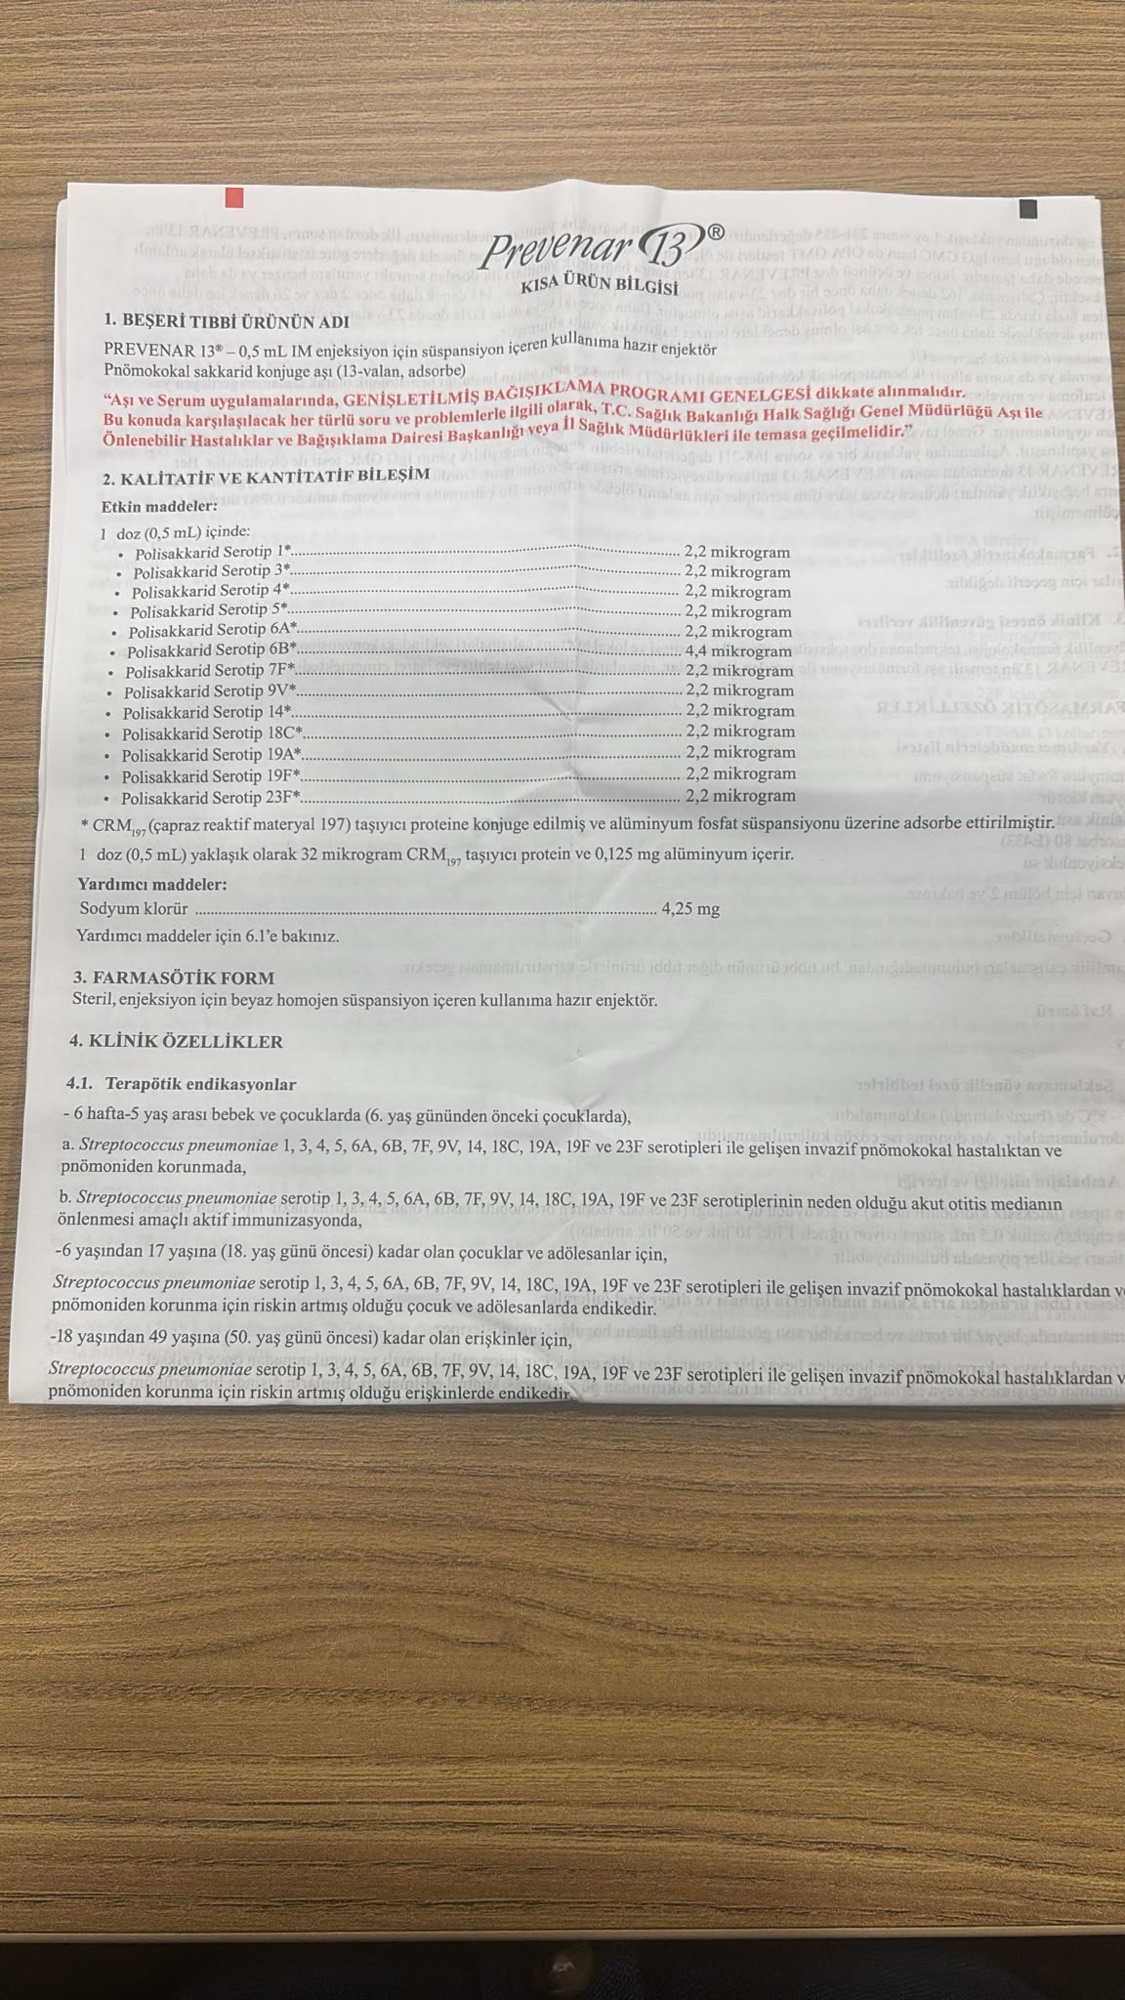 Prevenar 13®
KISA ÜRÜN BİLGİSİ
1. BEŞERİ TIBBİ ÜRÜNÜN ADI
PREVENAR 13® – 0,5 mL IM enjeksiyon için süspansiyon içeren kullanıma hazır enjektör
Pnömokokal sakkarid konjuge aşı (13-valan, adsorbe)
“Aşı ve Serum uygulamalarında, GENİŞLETİLMİŞ BAĞIŞIKLAMA PROGRAMI GENELGESİ dikkate alınmalıdır.
Bu konuda karşılaşılacak her türlü soru ve problemlerle ilgili olarak, T.C. Sağlık Bakanlığı Halk Sağlığı Genel Müdürlüğü Aşı ile
Önlenebilir Hastalıklar ve Bağışıklama Dairesi Başkanlığı veya İl Sağlık Müdürlükleri ile temasa geçilmelidir.”
2. KALİTATİF VE KANTİTATİF BİLEŞİM
Etkin maddeler:
1 doz (0,5 mL) içinde:
• Polisakkarid Serotip 1*.................... 2,2 mikrogram
• Polisakkarid Serotip 3*.................... 2,2 mikrogram
• Polisakkarid Serotip 4*.................... 2,2 mikrogram
• Polisakkarid Serotip 5*.................... 2,2 mikrogram
• Polisakkarid Serotip 6A*.................... 2,2 mikrogram
• Polisakkarid Serotip 6B*.................... 4,4 mikrogram
• Polisakkarid Serotip 7F*.................... 2,2 mikrogram
• Polisakkarid Serotip 9V*.................... 2,2 mikrogram
• Polisakkarid Serotip 14*.................... 2,2 mikrogram
• Polisakkarid Serotip 18C*.................... 2,2 mikrogram
• Polisakkarid Serotip 19A*.................... 2,2 mikrogram
• Polisakkarid Serotip 19F*.................... 2,2 mikrogram
• Polisakkarid Serotip 23F*.................... 2,2 mikrogram
* CRM197 (çapraz reaktif materyal 197) taşıyıcı proteine konjuge edilmiş ve alüminyum fosfat süspansiyonu üzerine adsorbe ettirilmiştir.
1 doz (0,5 mL) yaklaşık olarak 32 mikrogram CRM197 taşıyıcı protein ve 0,125 mg alüminyum içerir.
Yardımcı maddeler:
Sodyum klorür .................... 4,25 mg
Yardımcı maddeler için 6.1’e bakınız.
3. FARMASÖTİK FORM
Steril, enjeksiyon için beyaz homojen süspansiyon içeren kullanıma hazır enjektör.
4. KLİNİK ÖZELLİKLER
4.1. Terapötik endikasyonlar
- 6 hafta-5 yaş arası bebek ve çocuklarda (6. yaş gününden önceki çocuklarda),
a. Streptococcus pneumoniae 1, 3, 4, 5, 6A, 6B, 7F, 9V, 14, 18C, 19A, 19F ve 23F serotipleri ile gelişen invazif pnömokokal hastalıktan ve
pnömoniden korunmada,
b. Streptococcus pneumoniae serotip 1, 3, 4, 5, 6A, 6B, 7F, 9V, 14, 18C, 19A, 19F ve 23F serotiplerinin neden olduğu akut otitis medianın
önlenmesi amaçlı aktif immunizasyonda,
-6 yaşından 17 yaşına (18. yaş günü öncesi) kadar olan çocuklar ve adölesanlar için,
Streptococcus pneumoniae serotip 1, 3, 4, 5, 6A, 6B, 7F, 9V, 14, 18C, 19A, 19F ve 23F serotipleri ile gelişen invazif pnömokokal hastalıklardan
pnömoniden korunma için riskin artmış olduğu çocuk ve adölesanlarda endikedir.
-18 yaşından 49 yaşına (50. yaş günü öncesi) kadar olan erişkinler için,
Streptococcus pneumoniae serotip 1, 3, 4, 5, 6A, 6B, 7F, 9V, 14, 18C, 19A, 19F ve 23F serotipleri ile gelişen invazif pnömokokal hastalıklardan
pnömoniden korunma için riskin artmış olduğu erişkinlerde endikedir.